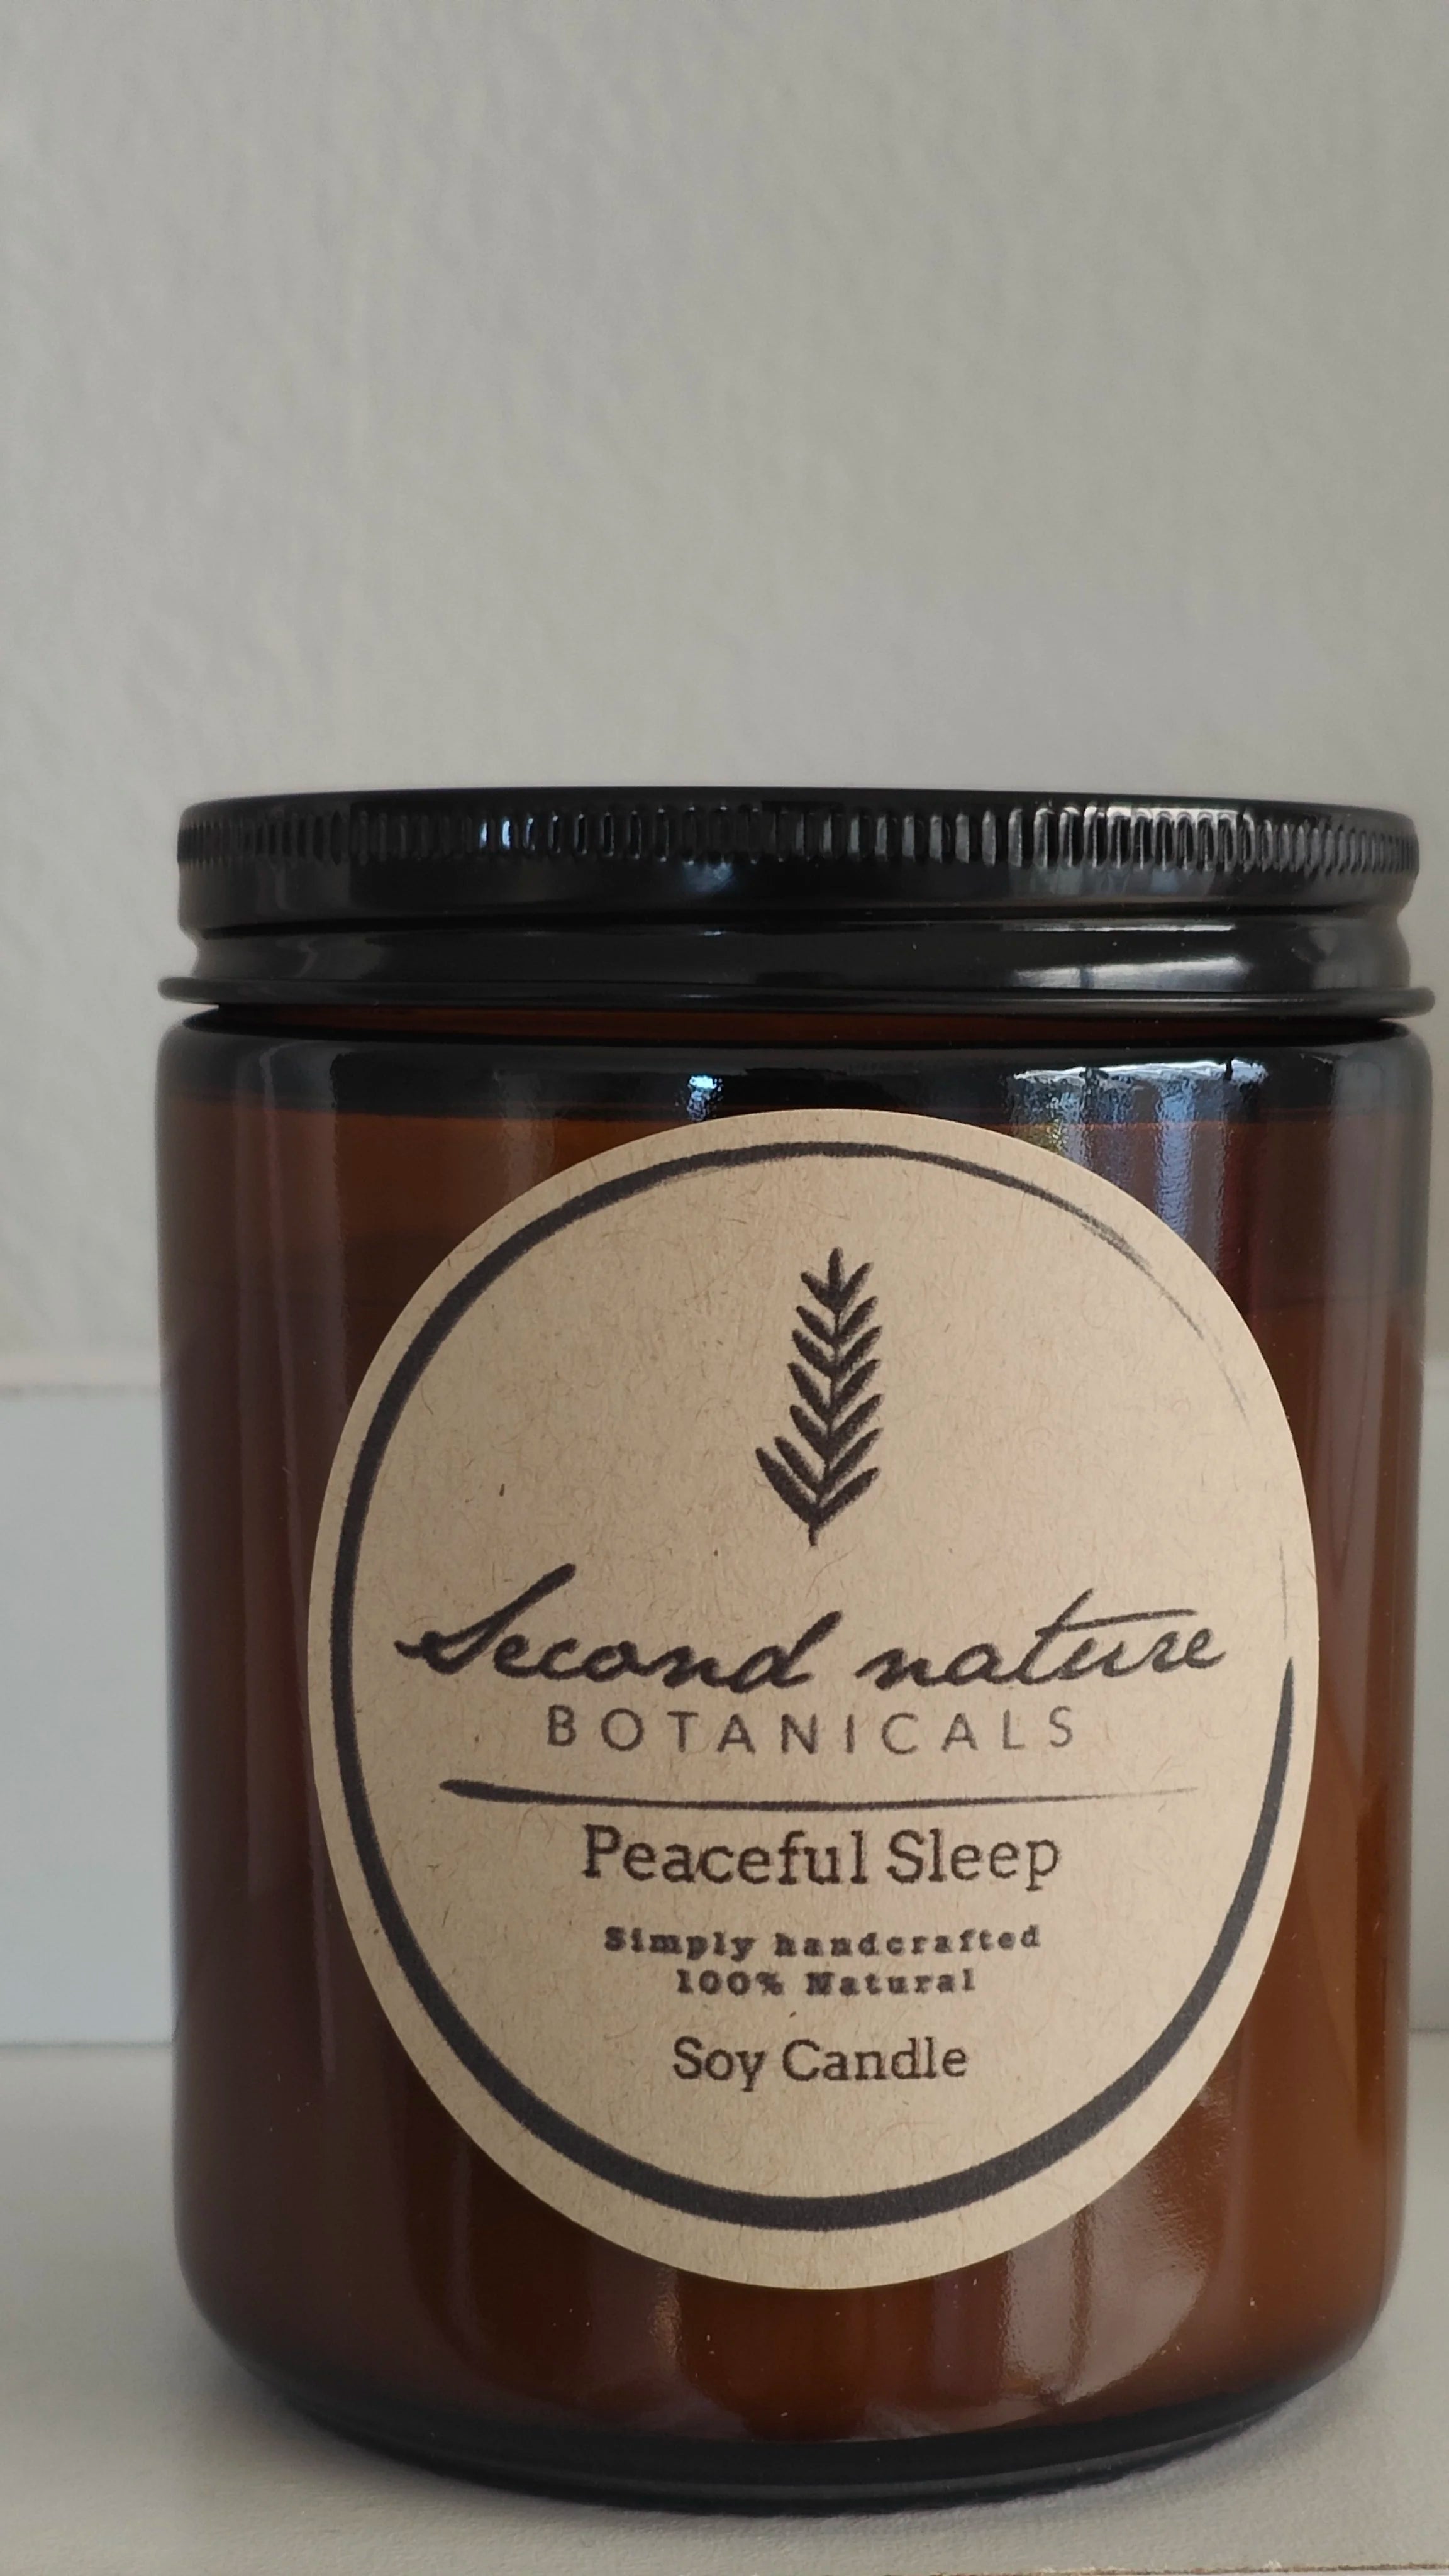 Second nature
BOTANICALS
Peaceful Sleep
Simply handcrafted
100% Natural
Soy Candle